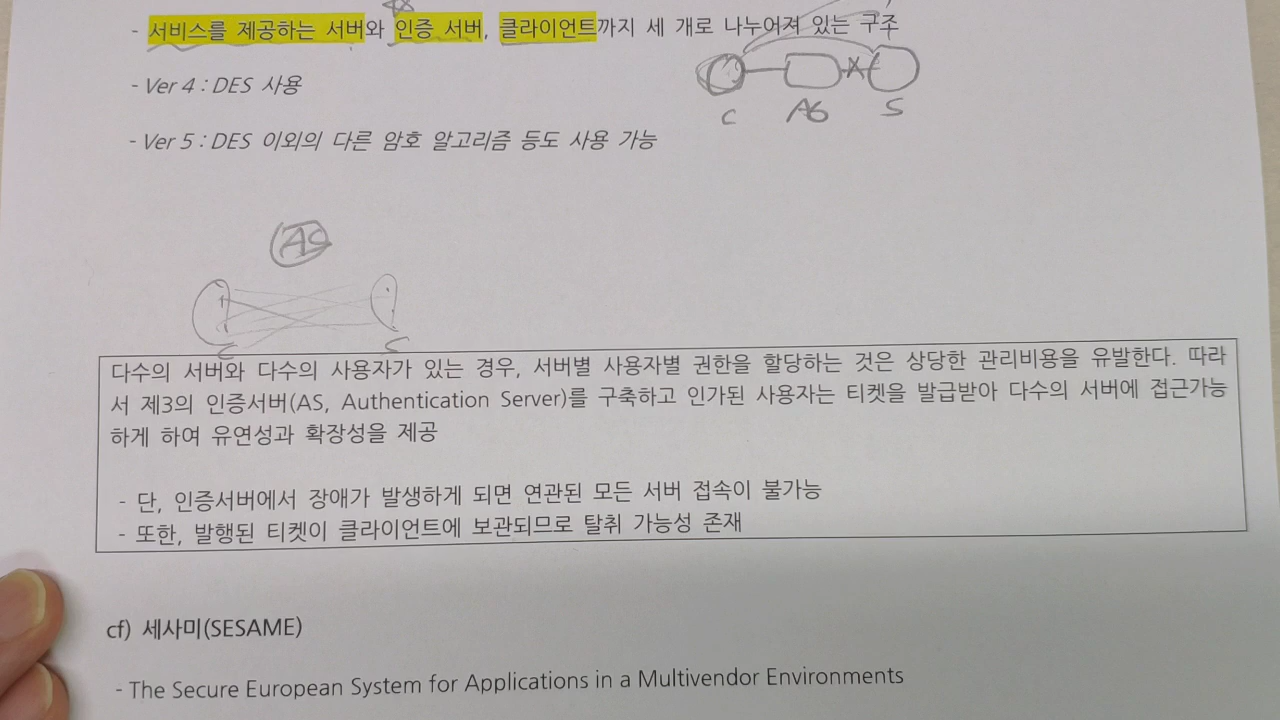 - 서비스를 제공하는 서버와 인증 서버, 클라이언트까지 세 개로 나누어져 있는 구조
C AS S
- Ver 4 : DES 사용
- Ver 5 : DES 이외의 다른 암호 알고리즘 등도 사용 가능
AS
C S
다수의 서버와 다수의 사용자가 있는 경우, 서버별 사용자별 권한을 할당하는 것은 상당한 관리비용을 유발한다. 따라
서 제3의 인증서버(AS, Authentication Server)를 구축하고 인가된 사용자는 티켓을 발급받아 다수의 서버에 접근가능
하게 하여 유연성과 확장성을 제공
- 단, 인증서버에서 장애가 발생하게 되면 연관된 모든 서버 접속이 불가능
- 또한, 발행된 티켓이 클라이언트에 보관되므로 탈취 가능성 존재
cf) 세사미(SESAME)
- The Secure European System for Applications in a Multivendor Environments